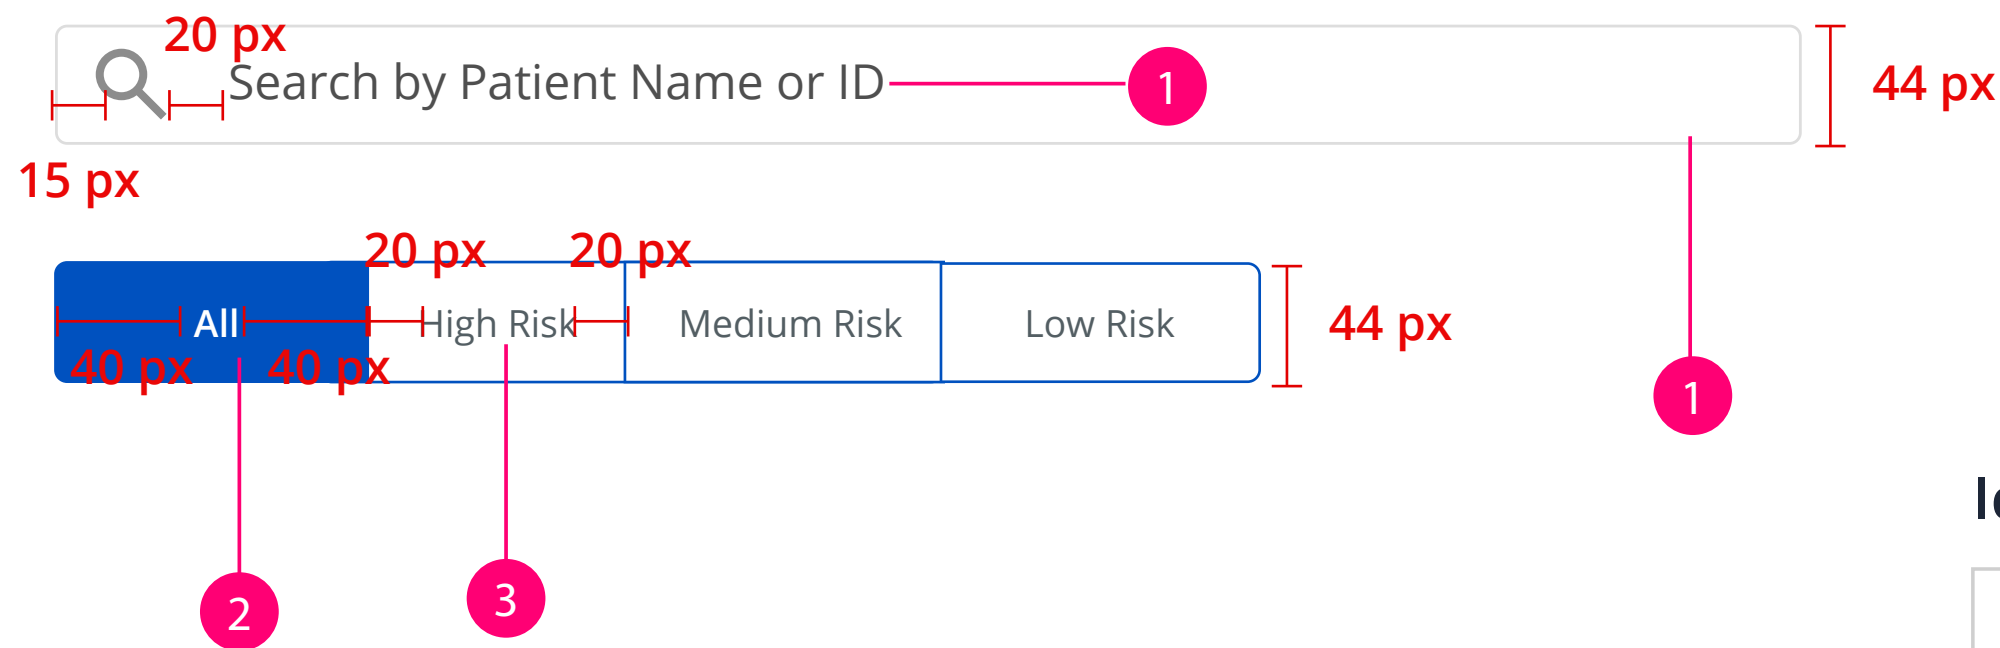 20 px
Search by Patient Name or ID
1
44 px
15 px
20 px
20 px
All
High Risk
Medium Risk
Low Risk
44 px
40 px
40 px
1
2
3